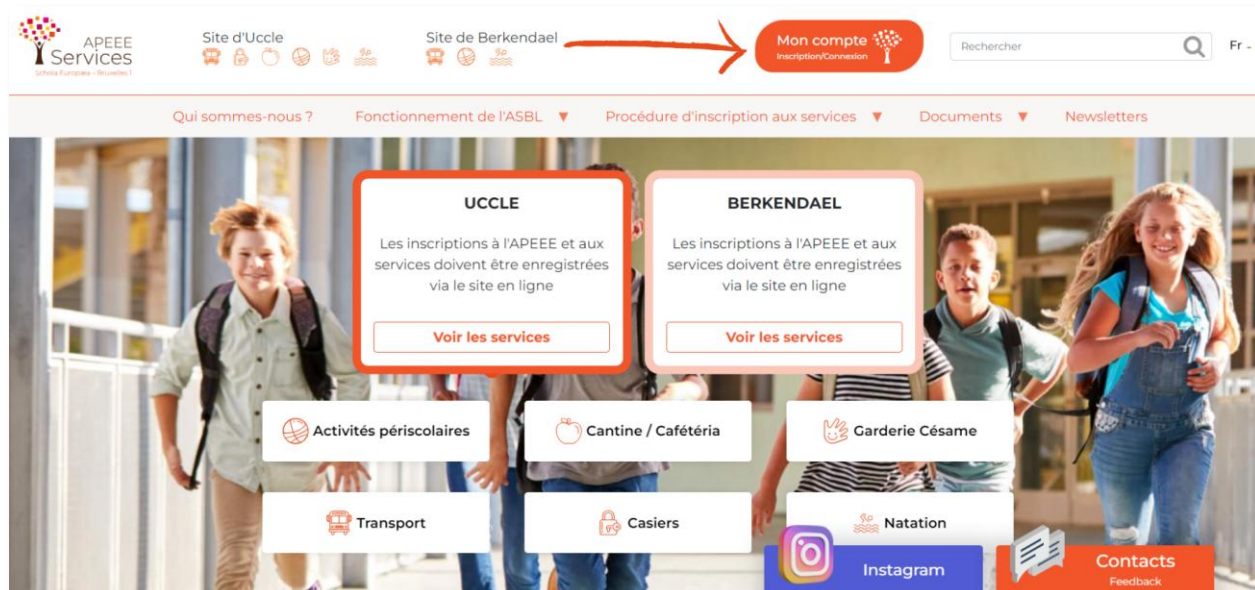 APEEE
Services
Schola Europaea – Bruxelles 1
Site d'Uccle
Site de Berkendael
Mon compte
Inscription/Connexion
Rechercher
Fr
Qui sommes-nous ?
Fonctionnement de l'ASBL ▼
Procédure d'inscription aux services ▼
Documents ▼
Newsletters
UCCLE
Les inscriptions à l'APEEE et aux
services doivent être enregistrées
via le site en ligne
Voir les services
BERKENDAEL
Les inscriptions à l'APEEE et aux
services doivent être enregistrées
via le site en ligne
Voir les services
Activités périscolaires
Cantine / Cafétéria
Garderie Césame
Transport
Casiers
Natation
Instagram
Contacts
Feedback